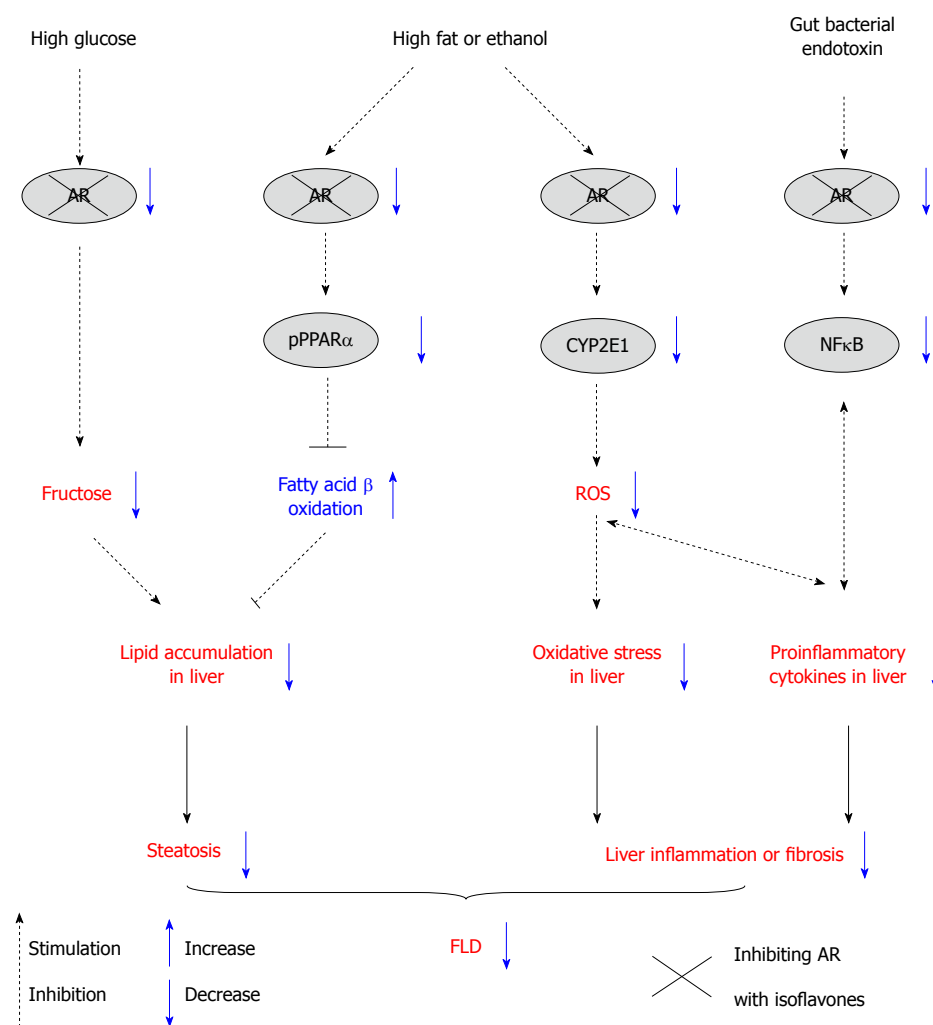 High glucose
High fat or ethanol
Gut bacterial
endotoxin
AR
AR
AR
AR
pPPARα
CYP2E1
NFκB
Fructose
Fatty acid β
oxidation
ROS
Lipid accumulation
in liver
Oxidative stress
in liver
Proinflammatory
cytokines in liver
Steatosis
Liver inflammation or fibrosis
FLD
Stimulation
Increase
Inhibition
Decrease
Inhibiting AR
with isoflavones